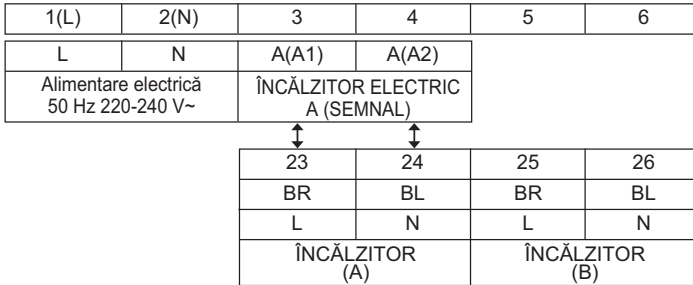 1(L) 2(N) 3 4 5 6
L N A(A1) A(A2)
Alimentare electrică
50 Hz 220-240 V~
ÎNCĂLZITOR ELECTRIC
A (SEMNAL)
23 24 25 26
BR BL BR BL
L N L N
ÎNCĂLZITOR
(A)
ÎNCĂLZITOR
(B)